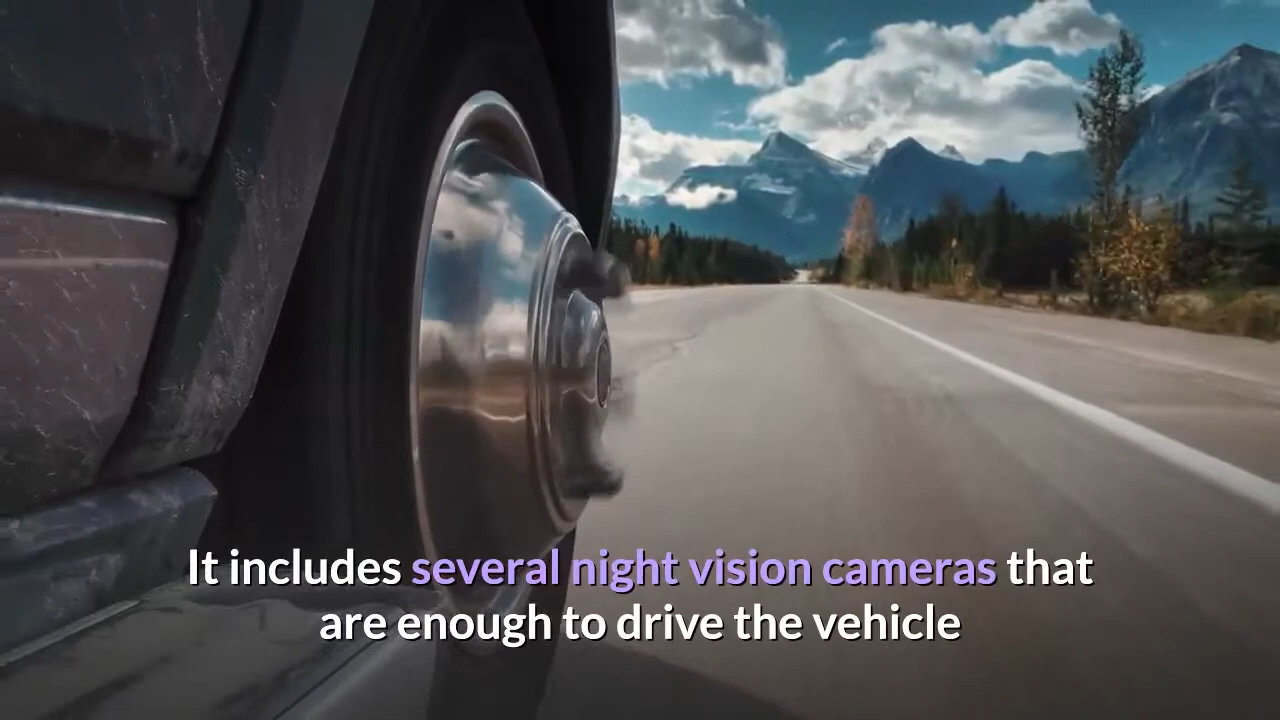 It includes several night vision cameras that
are enough to drive the vehicle